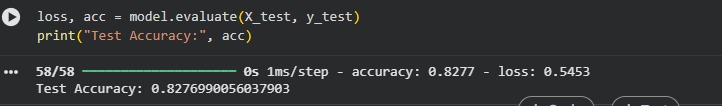 loss, acc = model.evaluate(X_test, y_test)
print("Test Accuracy:", acc)
58/58 ━━━━━━━━━━━━━━━━━━━━ 0s 1ms/step - accuracy: 0.8277 - loss: 0.5453
Test Accuracy: 0.8276990056037903